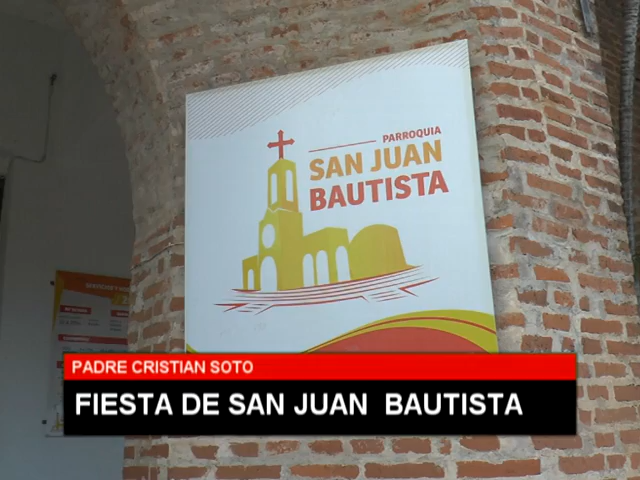 PARROQUIA
SAN JUAN
BAUTISTA
PADRE CRISTIAN SOTO
FIESTA DE SAN JUAN  BAUTISTA